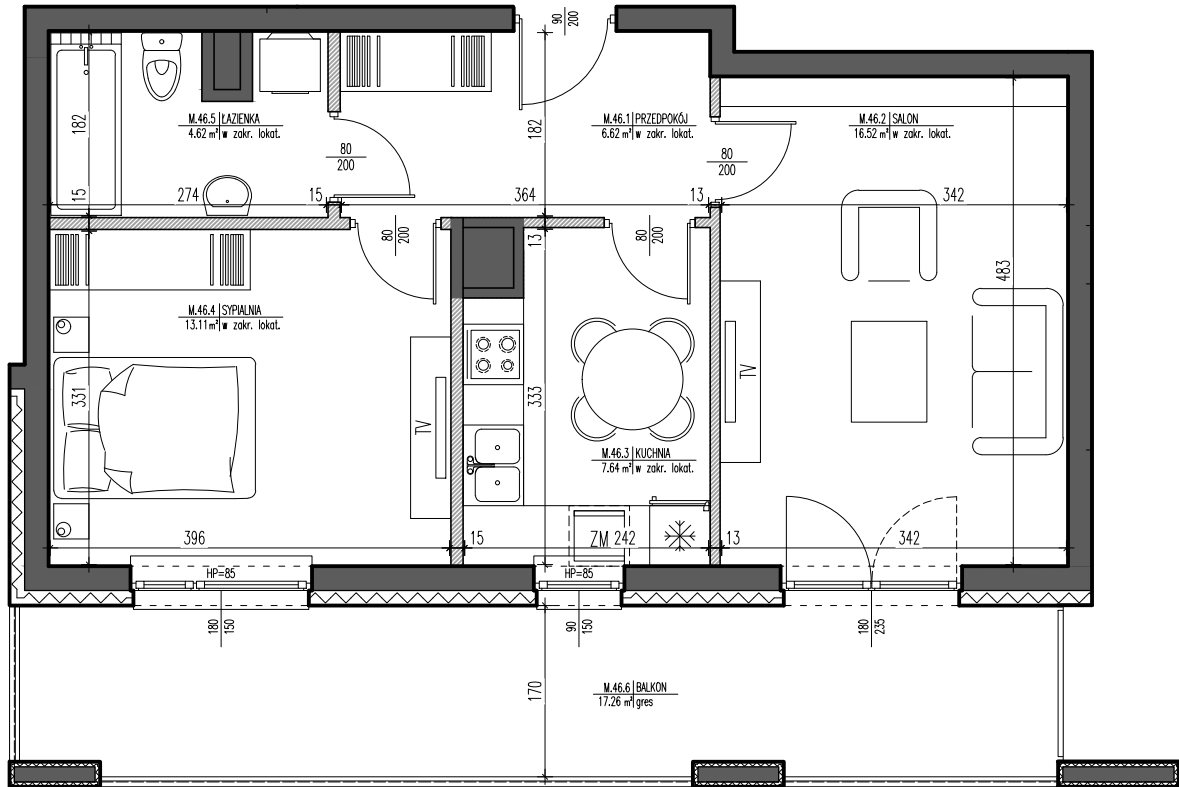 90
200
M.46.5 ŁAZIENKA
4.62 m² w zakr. lokat.
M.46.1 PRZEDPOKÓJ
6.62 m² w zakr. lokat.
M.46.2 SALON
16.52 m² w zakr. lokat.
182
182
80
200
80
200
15
274
15
364
13
342
80
200
13
80
200
483
M.46.4 SYPIALNIA
13.11 m² w zakr. lokat.
331
TV
333
TV
M.46.3 KUCHNIA
7.64 m² w zakr. lokat.
396
15
ZM
242
13
342
HP=85
HP=85
180
150
90
150
180
235
170
M.46.6 BALKON
17.26 m² gres